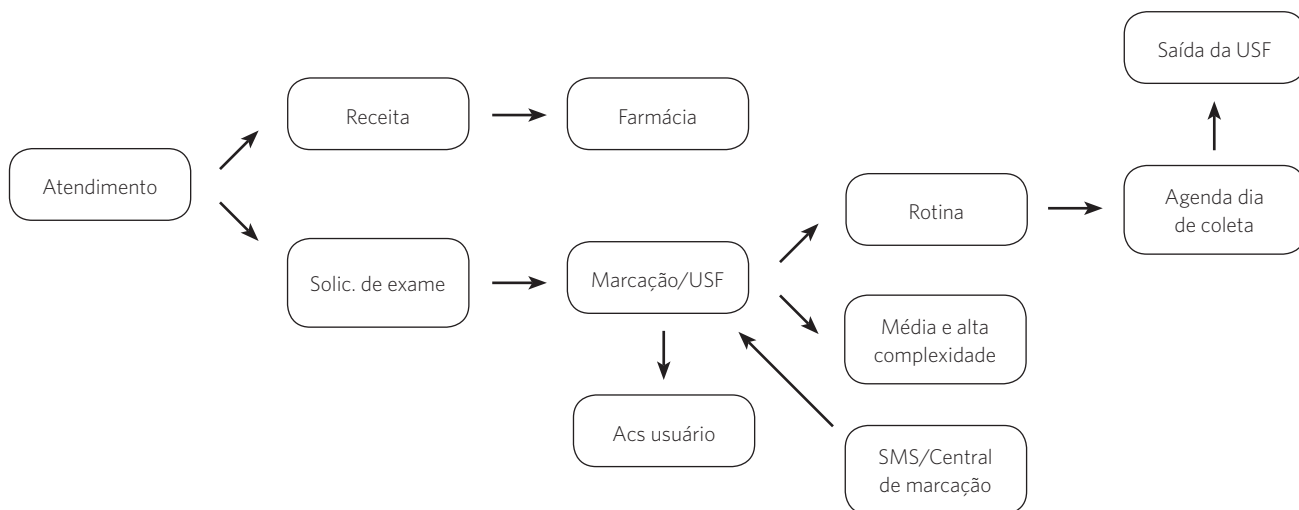 Saída da USF
Receita
Farmácia
Atendimento
Rotina
Agenda dia
de coleta
Solic. de exame
Marcação/USF
Média e alta
complexidade
Acs usuário
SMS/Central
de marcação